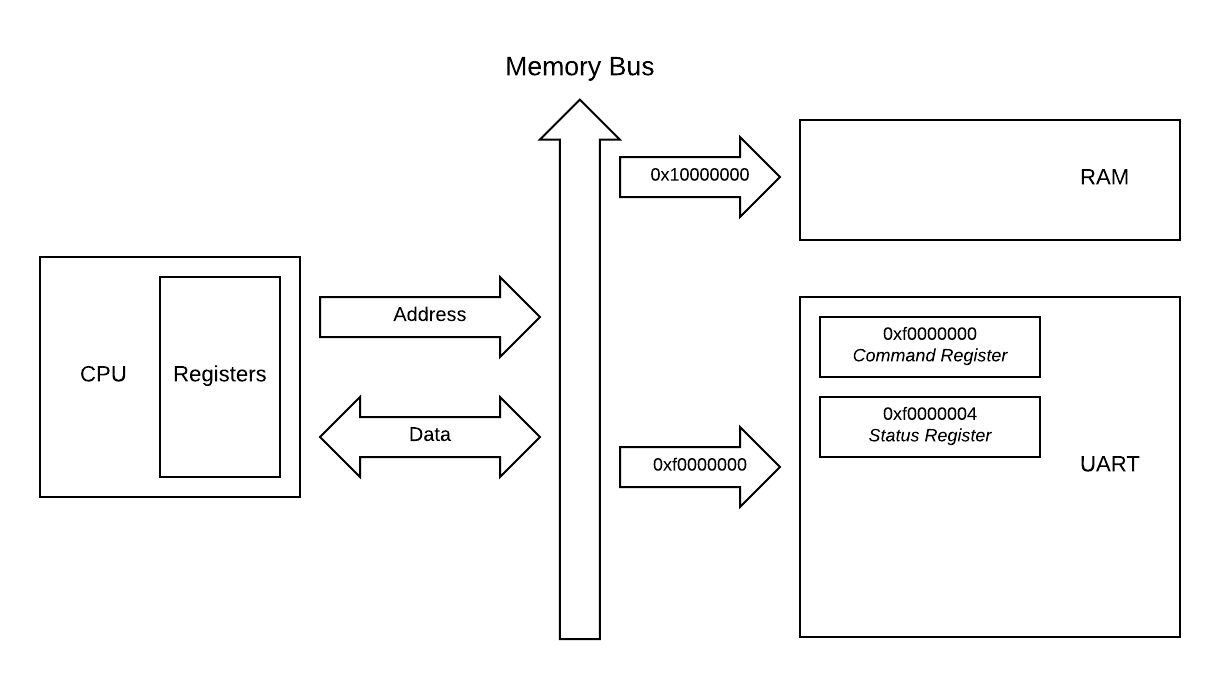 Memory Bus
0x10000000
RAM
CPU
Registers
Address
Data
0xf0000000
0xf0000000
Command Register
0xf0000004
Status Register
UART